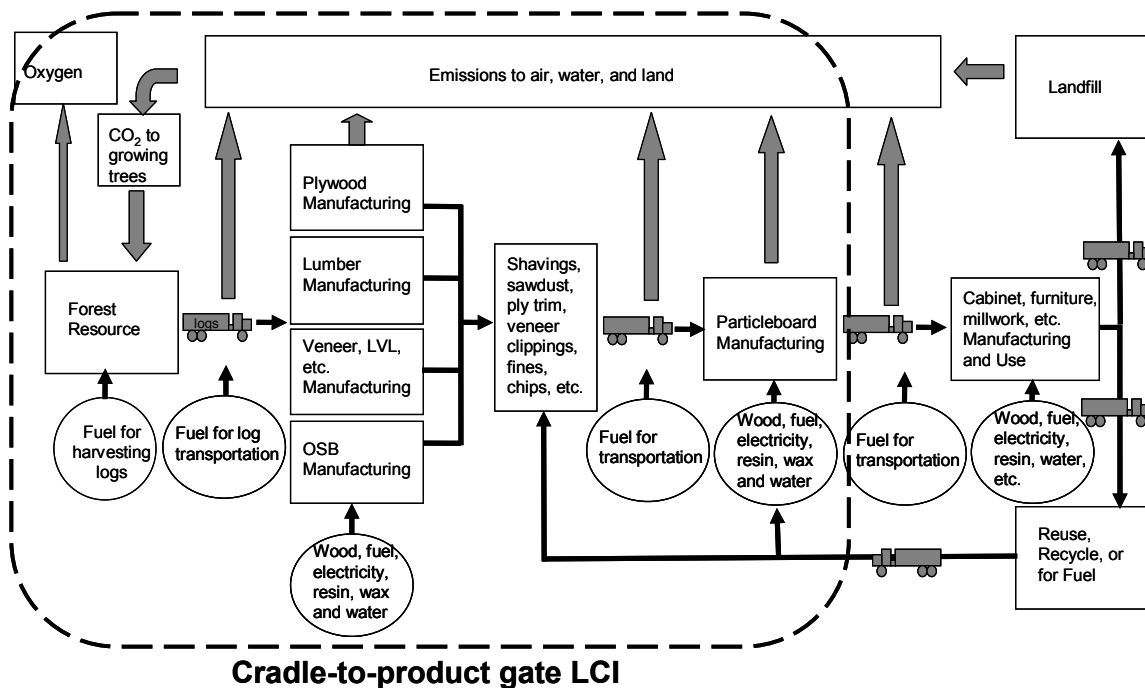 Oxygen
Emissions to air, water, and land
Landfill
CO₂ to
growing
trees
Plywood
Manufacturing
Lumber
Manufacturing
Veneer, LVL,
etc.
Manufacturing
OSB
Manufacturing
Forest
Resource
logs
Shavings,
sawdust,
ply trim,
veneer
clippings,
fines,
chips, etc.
Particleboard
Manufacturing
Cabinet, furniture,
millwork, etc.
Manufacturing
and Use
Fuel for
harvesting
logs
Fuel for log
transportation
Wood, fuel,
electricity,
resin, wax
and water
Fuel for
transportation
Wood, fuel,
electricity,
resin, wax
and water
Fuel for
transportation
Wood, fuel,
electricity,
resin, water,
etc.
Reuse,
Recycle, or
for Fuel
Cradle-to-product gate LCI